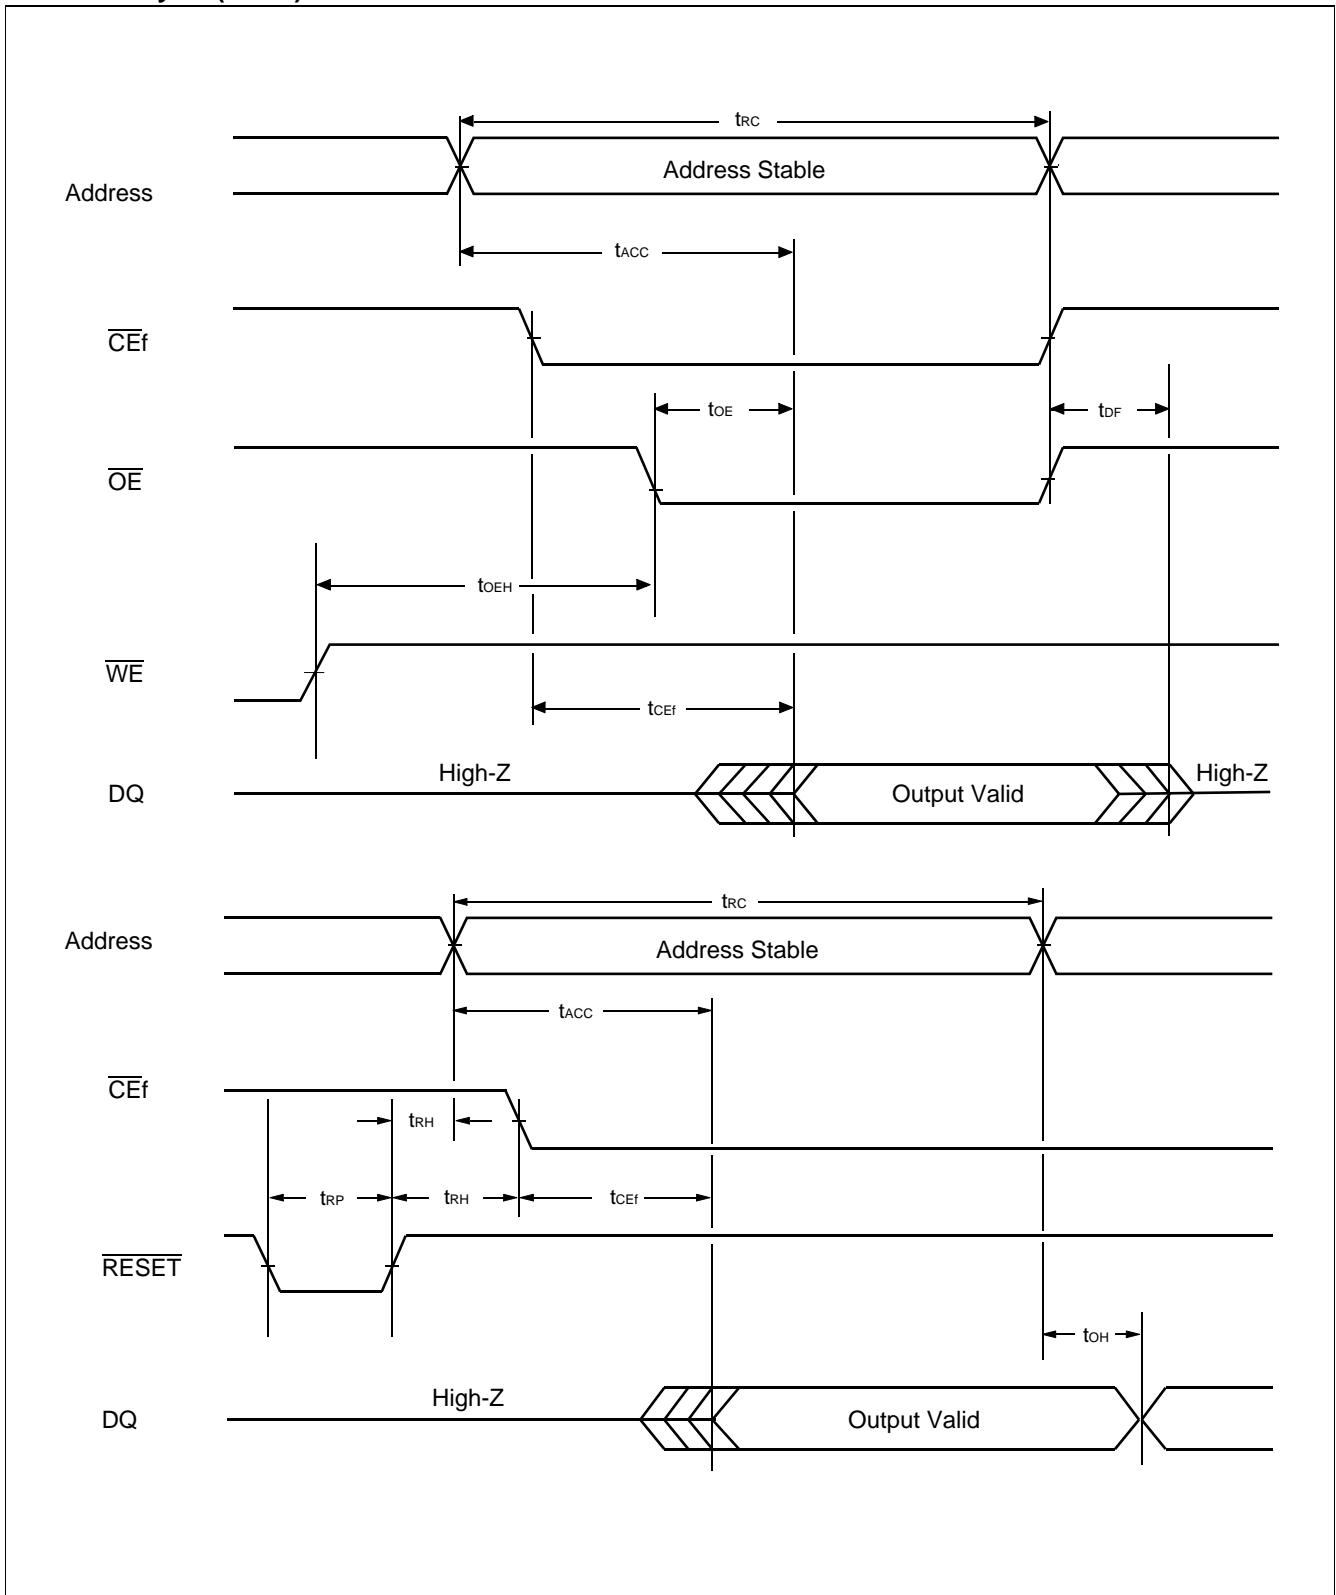 tRC
Address Stable
Address
tACC
CEf
tOE
tDF
OE
tOEH
WE
tCEf
High-Z
High-Z
DQ
Output Valid
tRC
Address
Address Stable
tACC
CEf
tRH
tRP
tRH
tCEf
RESET
tOH
High-Z
DQ
Output Valid